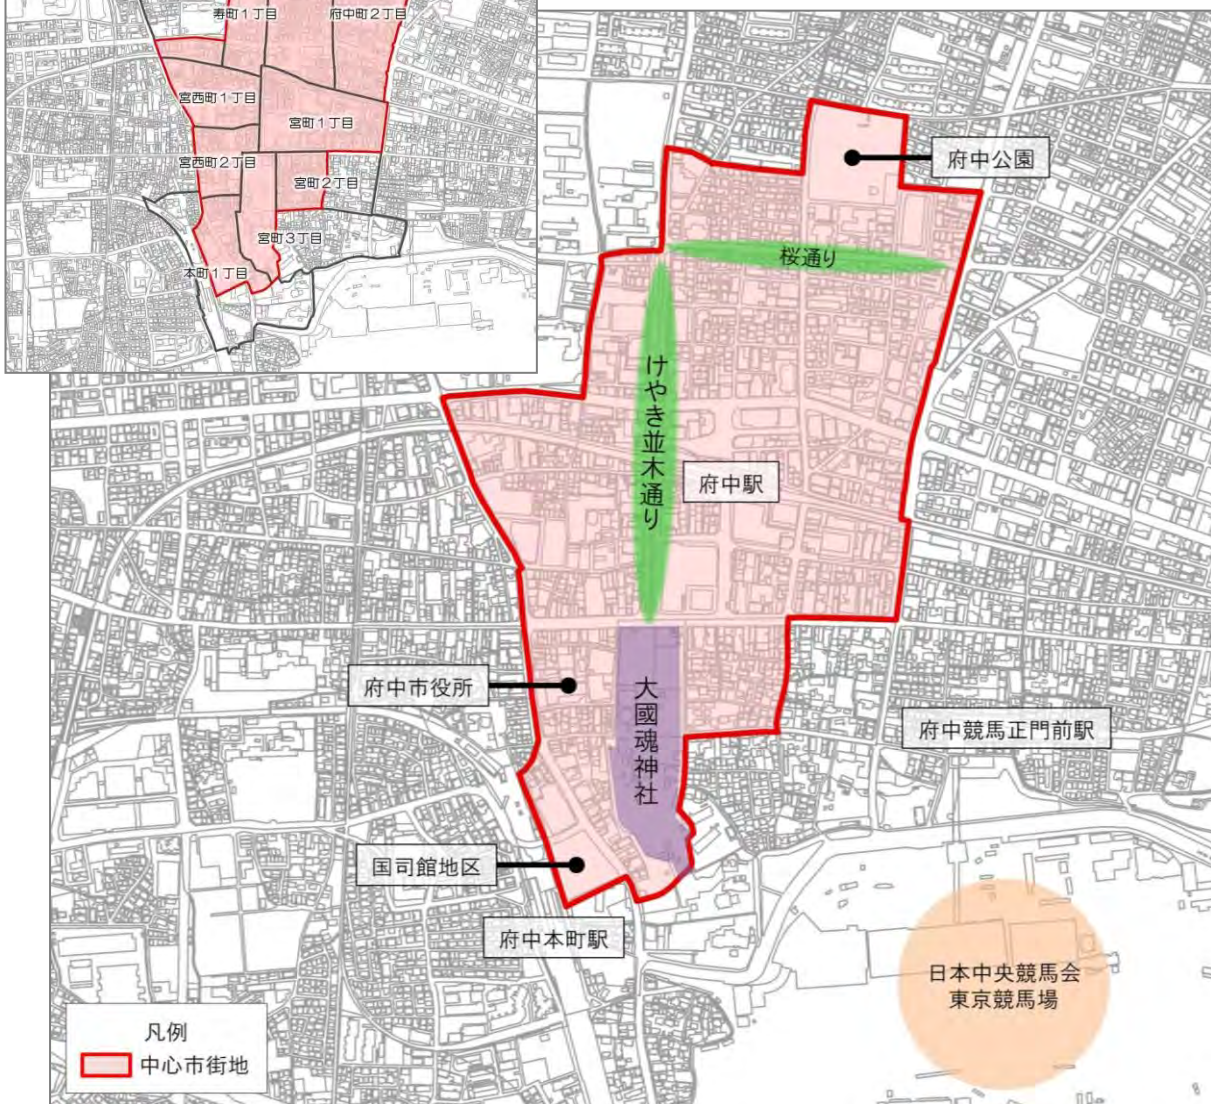 寿町1丁目
府中町2丁目
宮西町1丁目
宮町1丁目
宮西町2丁目
宮町2丁目
宮町3丁目
本町1丁目
府中公園
桜通り
けやき並木通り
府中駅
府中市役所
大國魂神社
府中競馬正門前駅
国司館地区
府中本町駅
日本中央競馬会
東京競馬場
凡例
中心市街地